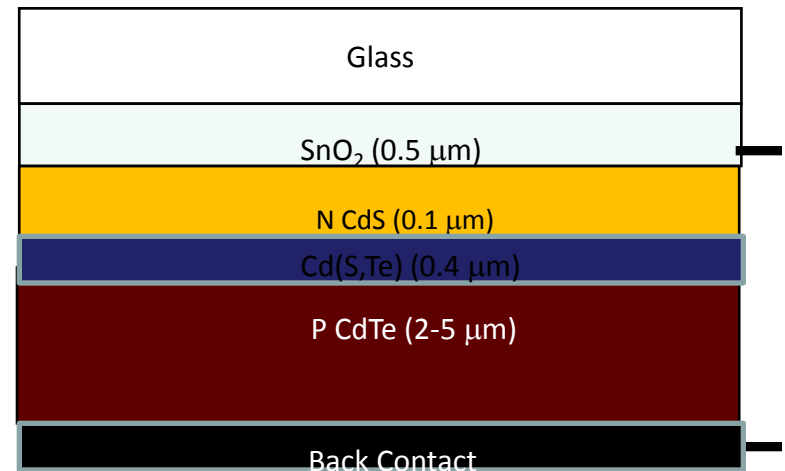 Glass
SnO₂ (0.5 μm)
N CdS (0.1 μm)
Cd(S,Te) (0.4 μm)
P CdTe (2-5 μm)
Back Contact